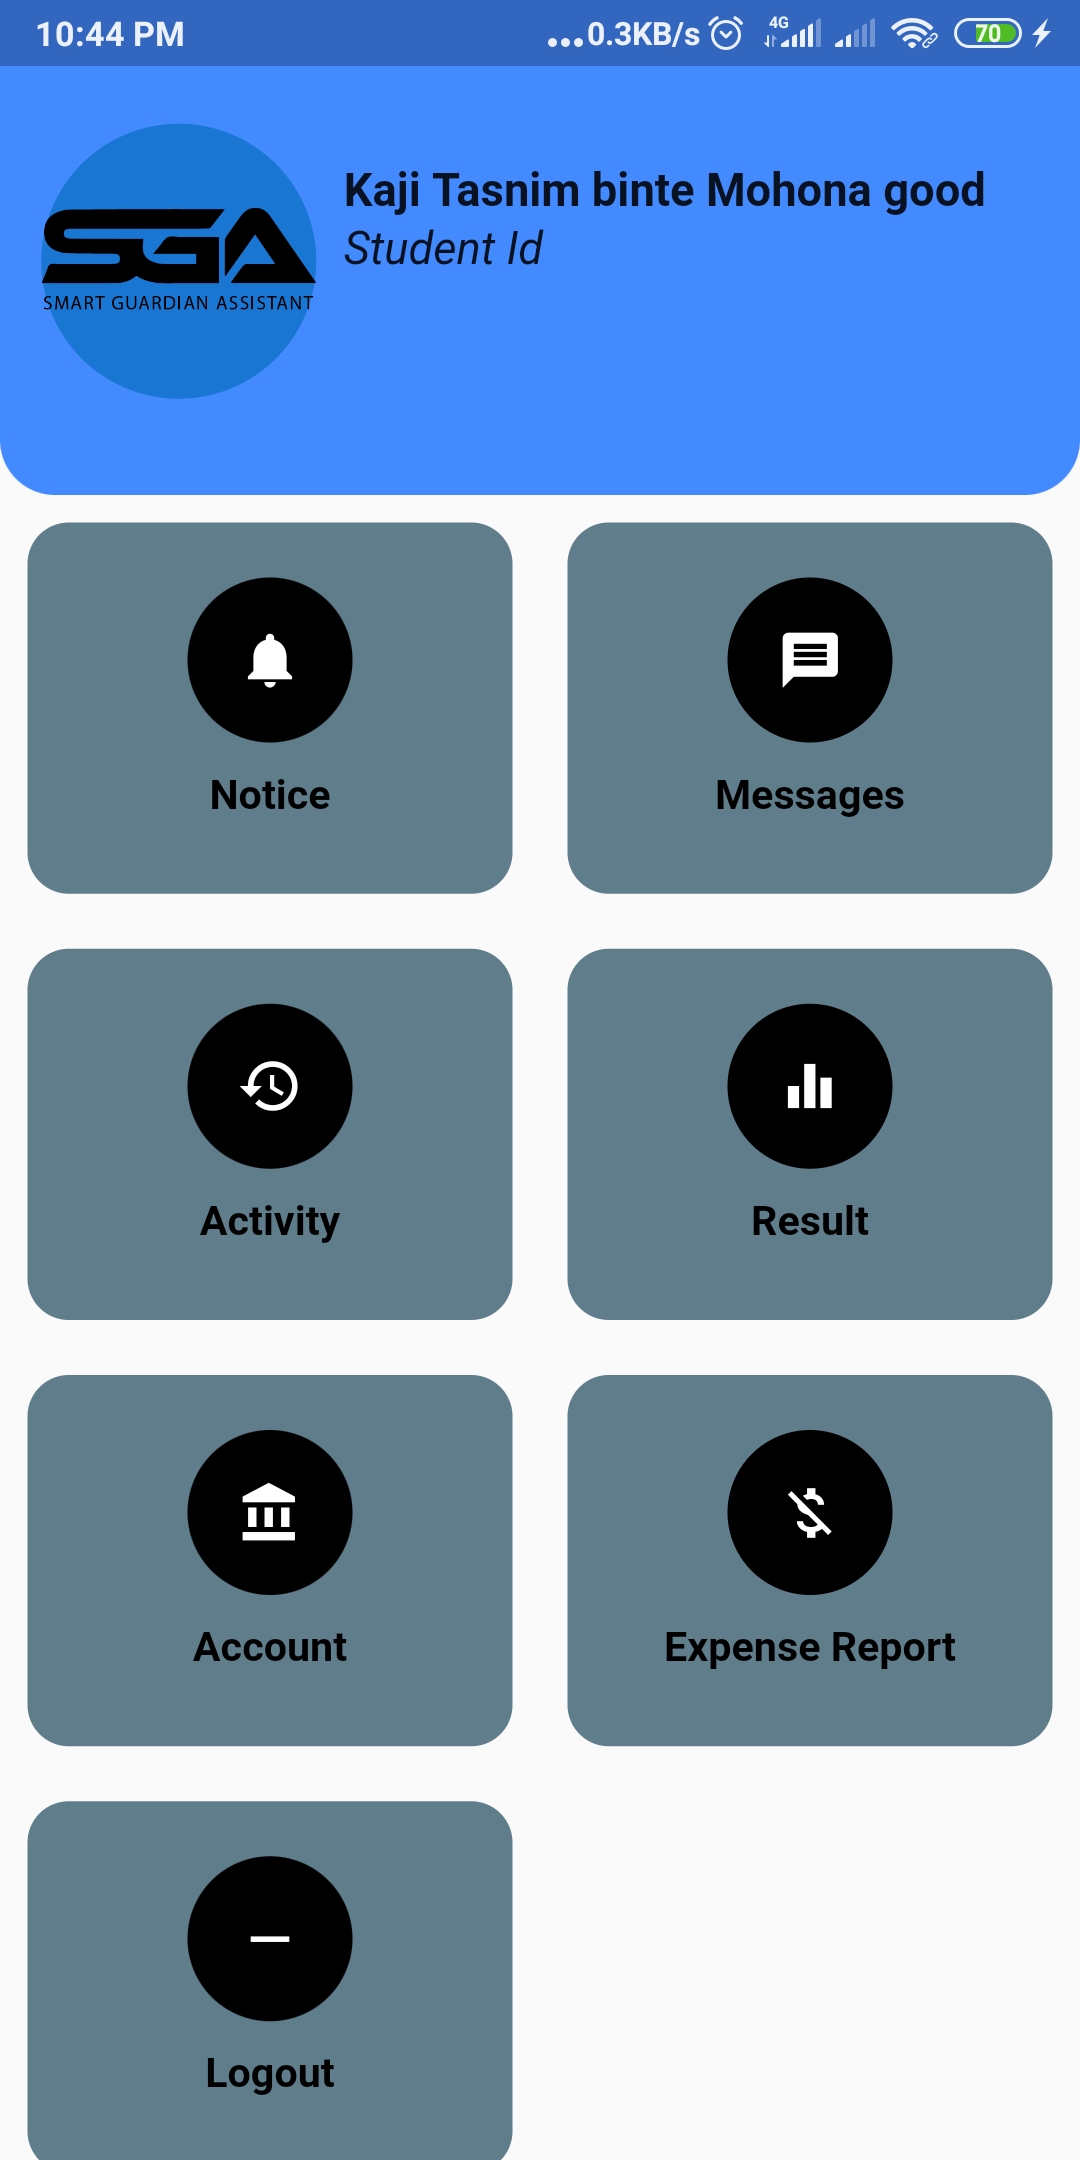 10:44 PM ...0.3KB/s 4G 70
Kaji Tasnim binte Mohona good
Student Id
SGA
SMART GUARDIAN ASSISTANT
Notice
Messages
Activity
Result
Account
Expense Report
Logout